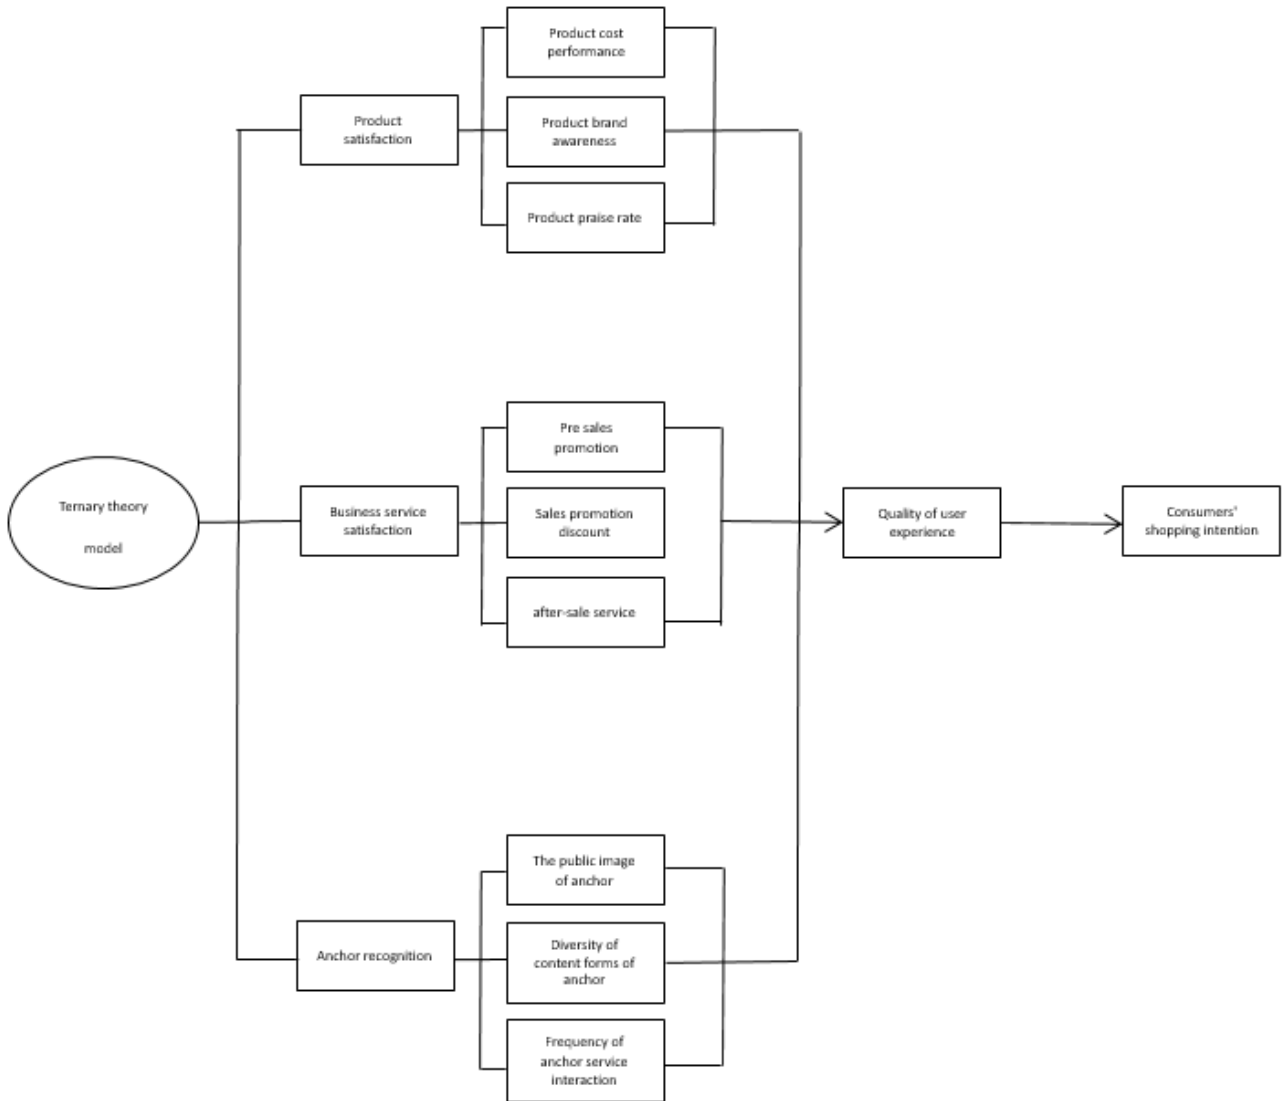 Product cost
performance
Product
satisfaction
Product brand
awareness
Product praise rate
Ternary theory
model
Business service
satisfaction
Pre sales
promotion
Sales promotion
discount
after-sale service
Quality of user
experience
Consumers'
shopping intention
Anchor recognition
The public image
of anchor
Diversity of
content forms of
anchor
Frequency of
anchor service
interaction